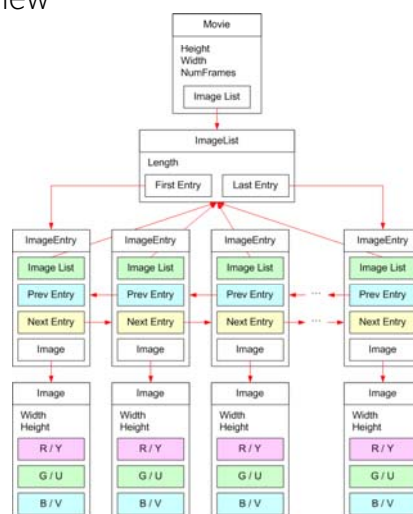 Movie
Height
Width
NumFrames
Image List
ImageList
Length
First Entry
Last Entry
ImageEntry
ImageEntry
ImageEntry
ImageEntry
Image List
Image List
Image List
Image List
Prev Entry
Prev Entry
Prev Entry
...
Prev Entry
Next Entry
Next Entry
Next Entry
...
Next Entry
Image
Image
Image
Image
Image
Image
Image
Image
Width
Width
Width
Width
Height
Height
Height
Height
R / Y
R / Y
R / Y
R / Y
G / U
G / U
G / U
G / U
B / V
B / V
B / V
B / V